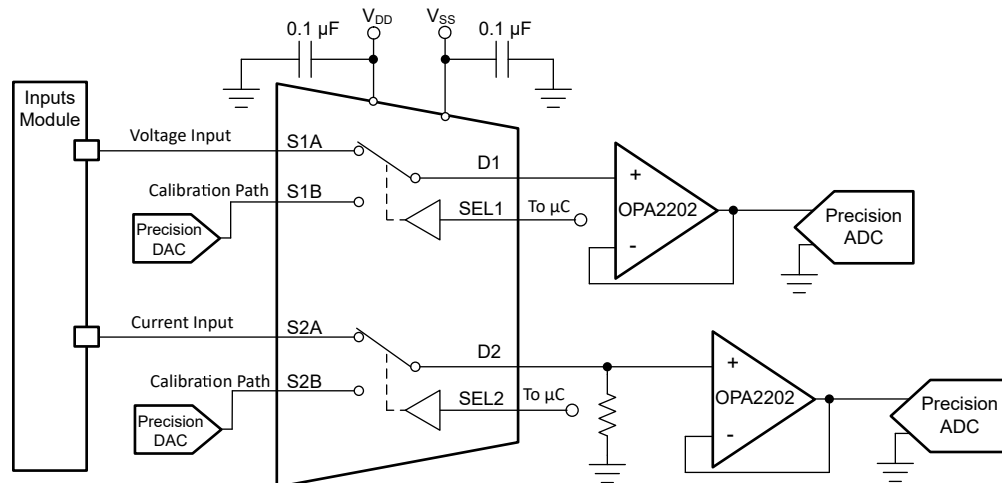 V_DD
V_SS
0.1 µF
0.1 µF
Inputs
Module
Voltage Input
S1A
D1
Calibration Path
S1B
SEL1
To µC
Precision
DAC
+
OPA2202
-
Precision
ADC
Current Input
S2A
D2
Calibration Path
S2B
SEL2
To µC
Precision
DAC
+
OPA2202
-
Precision
ADC